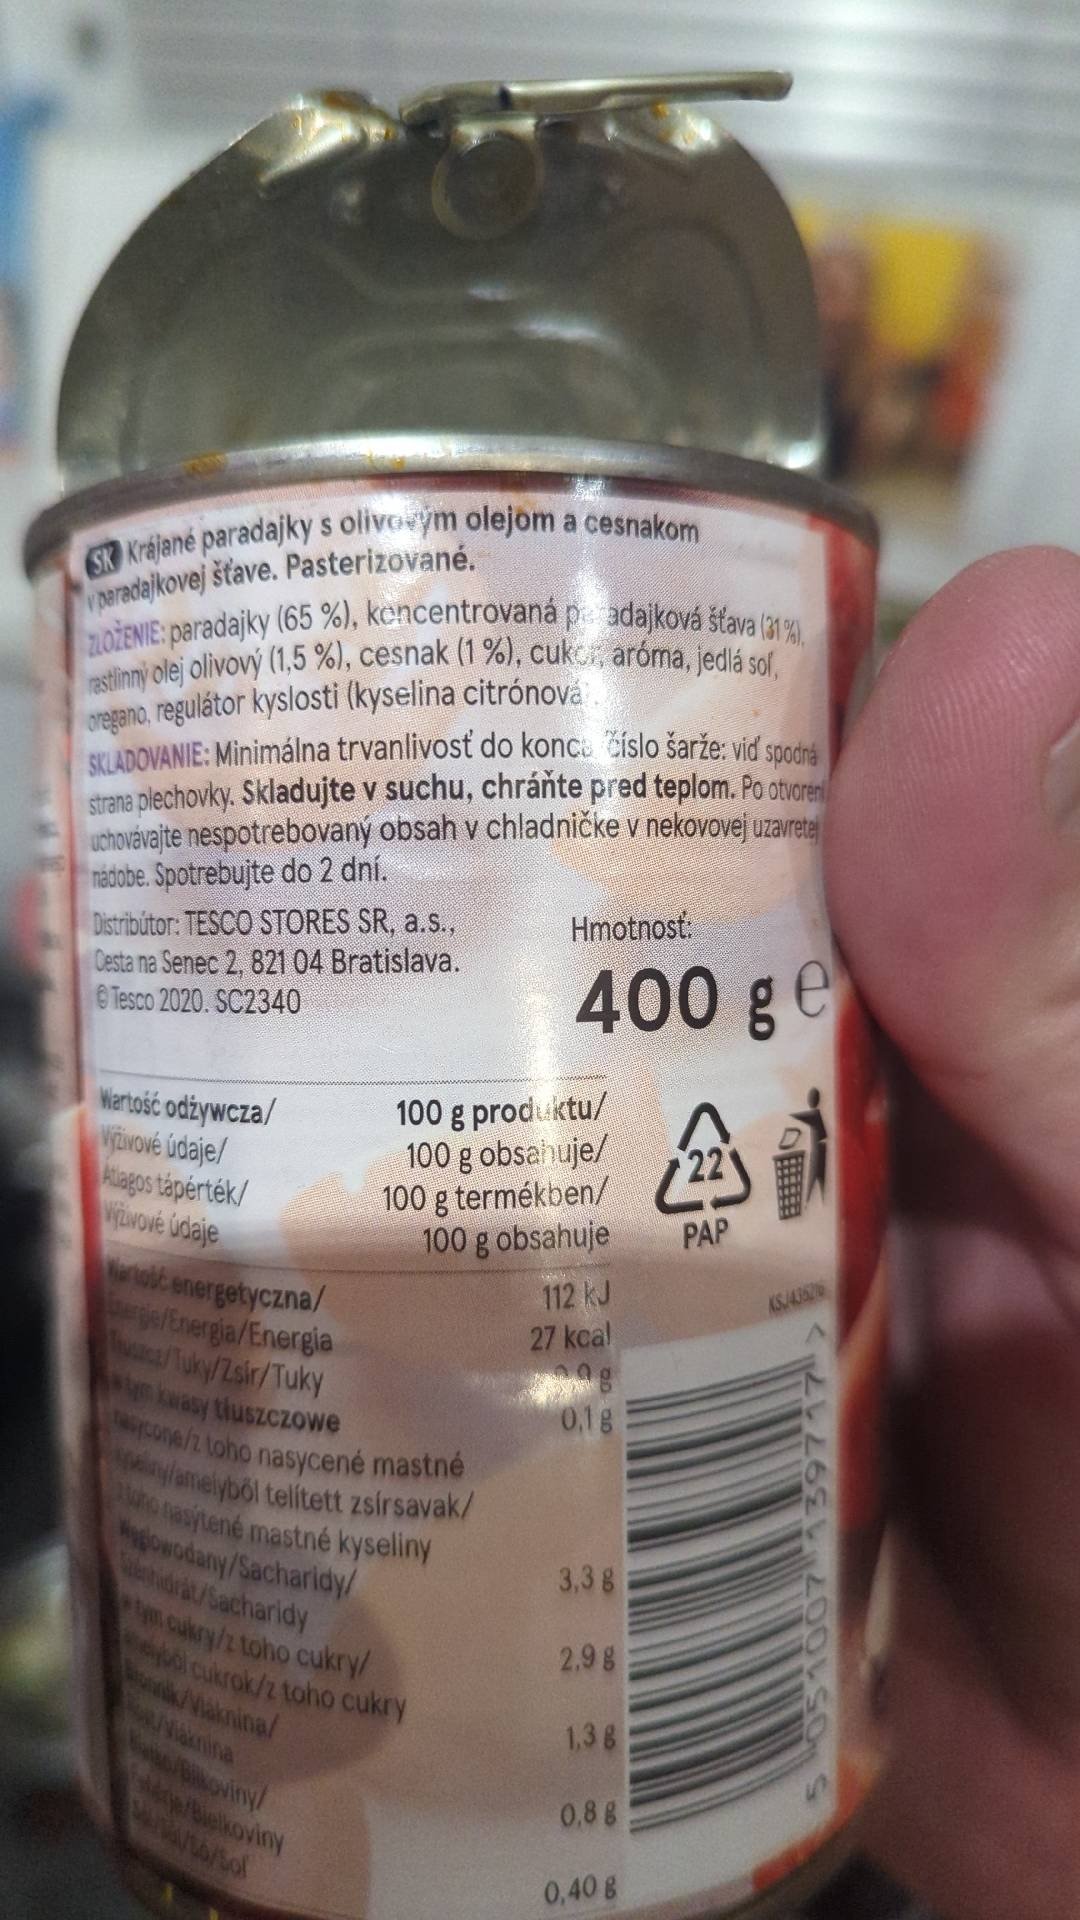 SK Krájané paradajky s olivovým olejom a cesnakom
v paradajkovej šťave. Pasterizované.
ZLOŽENIE: paradajky (65 %), koncentrovaná paradajková šťava (31 %),
rastlinný olej olivový (1,5 %), cesnak (1 %), cukor, aróma, jedlá soľ,
oregano, regulátor kyslosti (kyselina citrónová).
SKLADOVANIE: Minimálna trvanlivosť do konca/číslo šarže: viď spodná
strana plechovky. Skladujte v suchu, chráňte pred teplom. Po otvorení
uchovávajte nespotrebovaný obsah v chladničke v nekovovej uzavretej
nádobe. Spotrebujte do 2 dní.
Distribútor: TESCO STORES SR, a.s.,
Cesta na Senec 2, 821 04 Bratislava.
© Tesco 2020. SC2340
Hmotnosť:
400 g e
Wartość odżywcza/ 100 g produktu/
Výživové údaje/ 100 g obsahuje/
Átlagos tápérték/ 100 g termékben/
Výživové údaje 100 g obsahuje
22
PAP
Wartość energetyczna/ 112 kJ
Energie/Energia/Energia 27 kcal
Tłuszcz/Tuky/Zsír/Tuky g
w tym kwasy tłuszczowe 0,1 g
nasycone/z toho nasycené mastné
kyseliny/amelyből telített zsírsavak/
z toho nasýtené mastné kyseliny
Węglowodany/Sacharidy/ 3,3 g
Szénhidrát/Sacharidy
w tym cukry/z toho cukry/ 2,9 g
amelyből cukrok/z toho cukry
Błonnik/Vláknina/ 1,3 g
Rost/Vláknina
Białko/Bílkoviny/ 0,8 g
Fehérje/Bielkoviny
Sól/Sůl/Só/Soľ 0,40 g
5 051007 139717 >